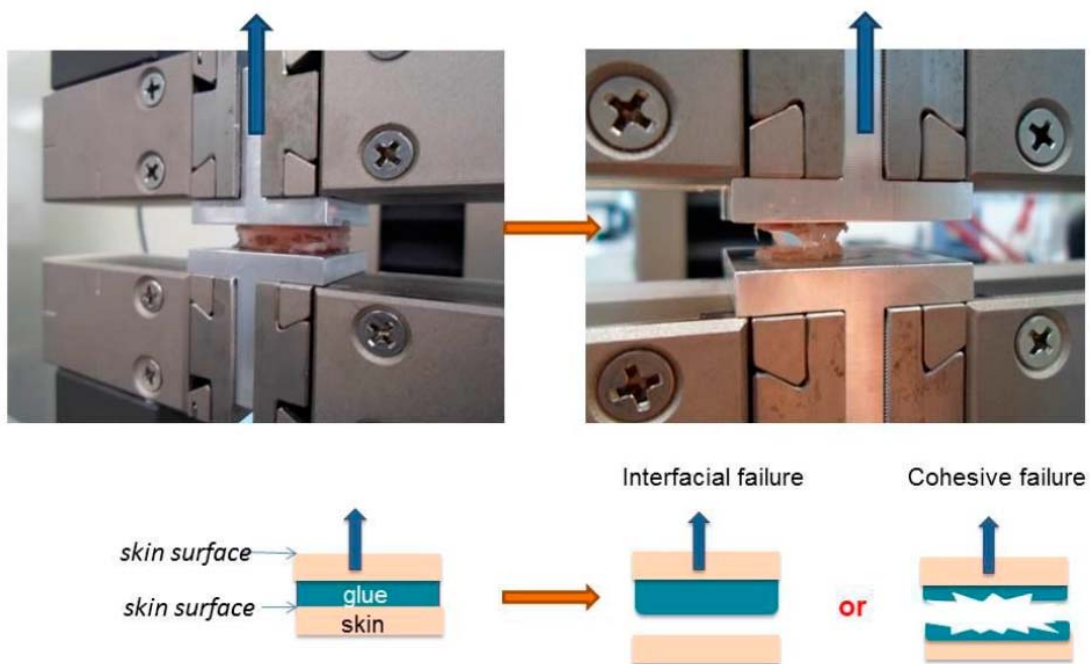 Interfacial failure
Cohesive failure
skin surface
skin surface
glue
skin
or